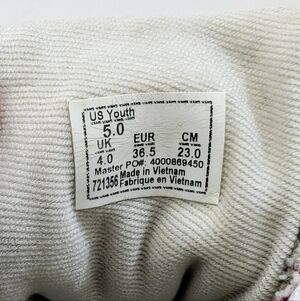 US Youth
5.0
UK EUR CM
4.0 36.5 23.0
Master PO#: 4000869450
721356 Made in Vietnam
Fabrique en Vietnam